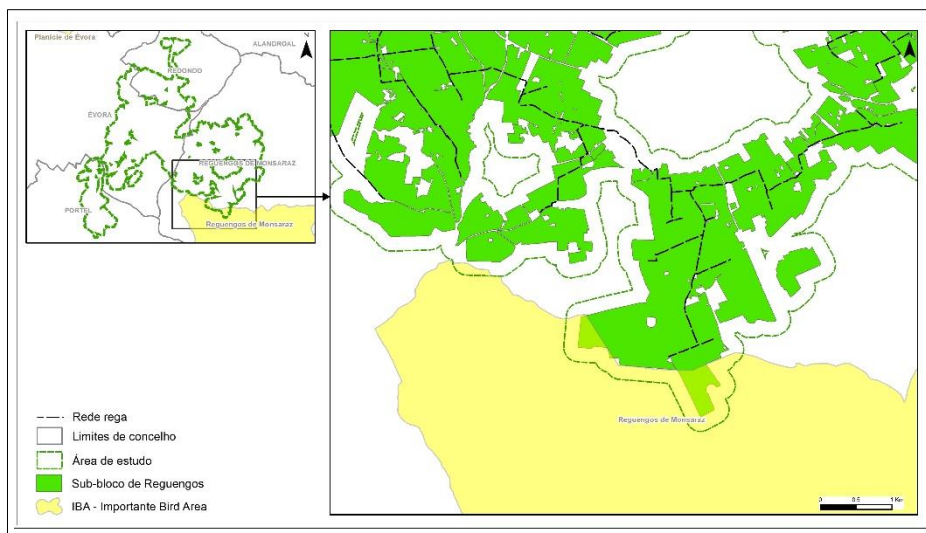 Planície de Évora
ALANDROAL
REDONDO
ÉVORA
REGUENGOS DE MONSARAZ
PORTEL
Reguengos de Monsaraz
Rede rega
Limites de concelho
Área de estudo
Sub-bloco de Reguengos
IBA - Importante Bird Area
Reguengos de Monsaraz
0 0.5 1 Km